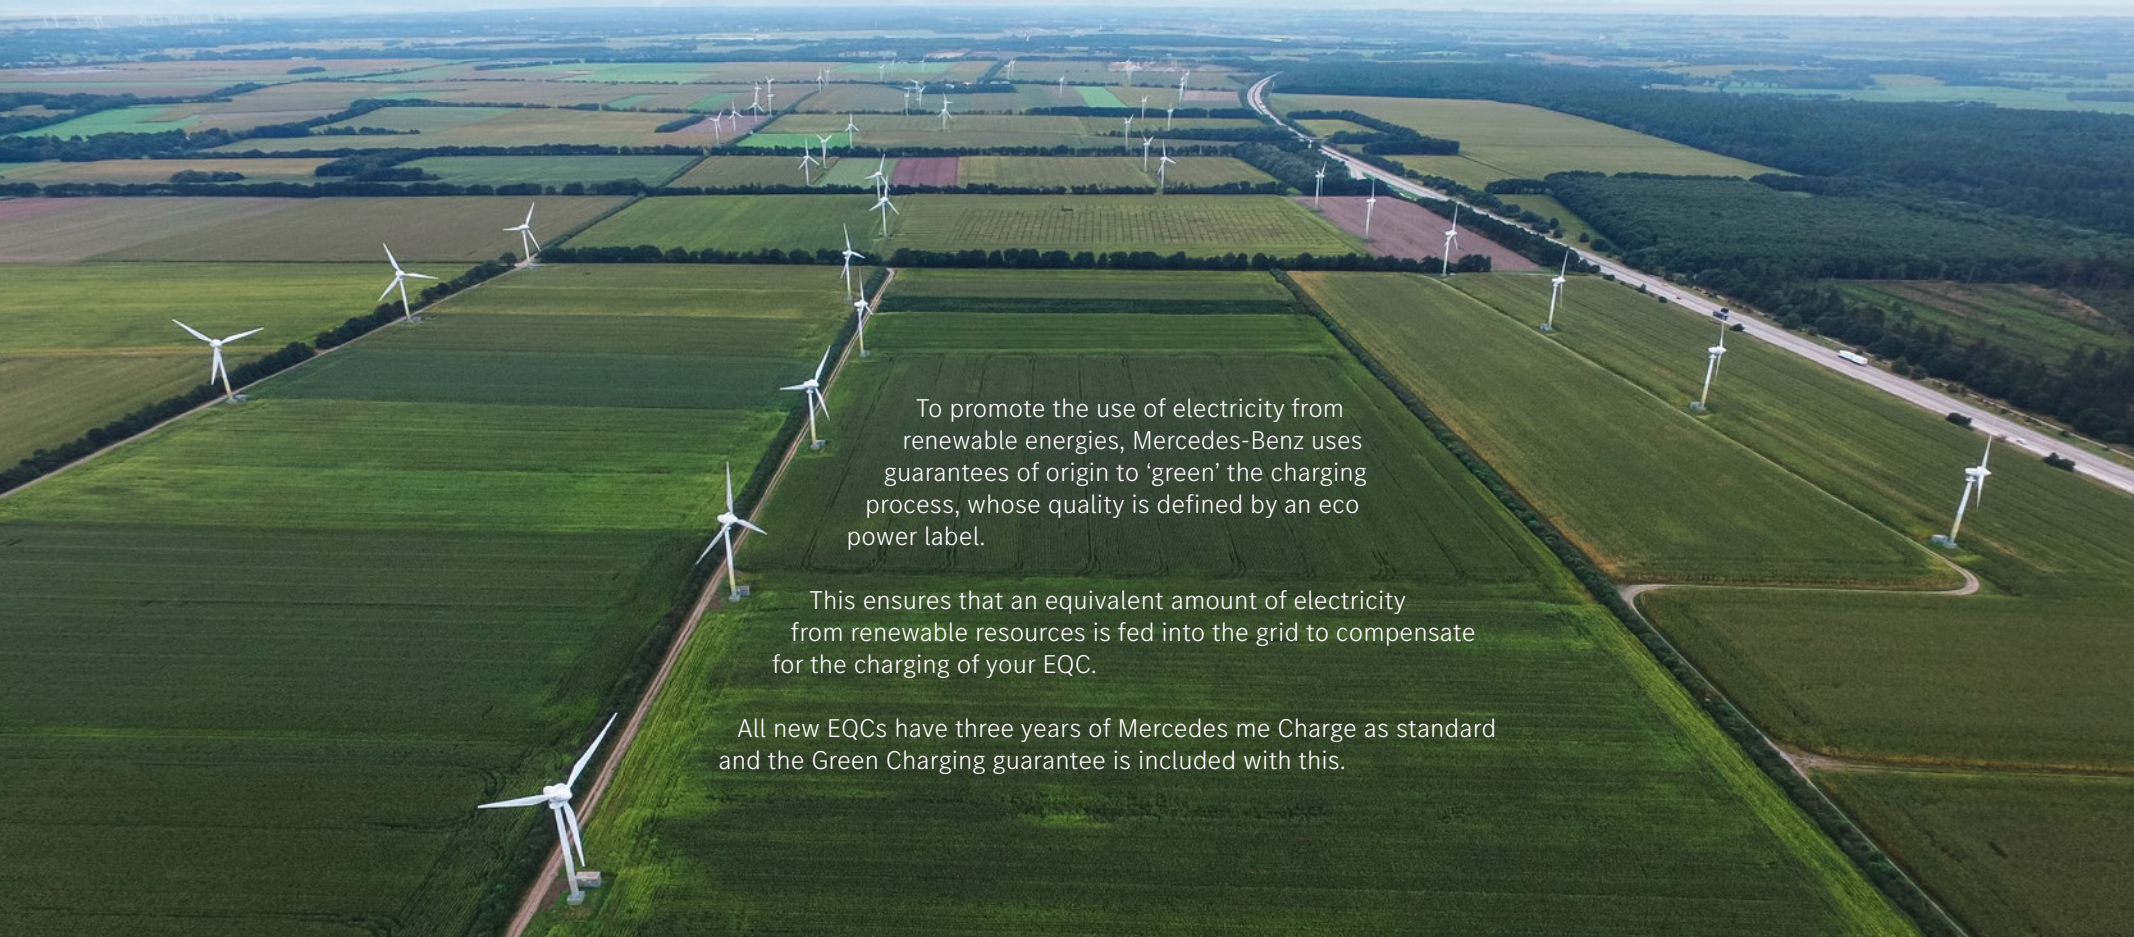 To promote the use of electricity from
renewable energies, Mercedes-Benz uses
guarantees of origin to ‘green’ the charging
process, whose quality is defined by an eco
power label.
This ensures that an equivalent amount of electricity
from renewable resources is fed into the grid to compensate
for the charging of your EQC.
All new EQCs have three years of Mercedes me Charge as standard
and the Green Charging guarantee is included with this.